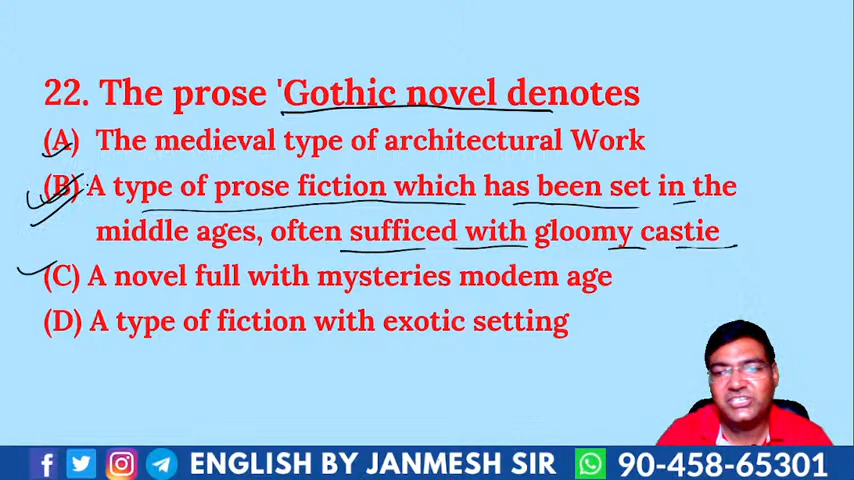 22. The prose 'Gothic novel denotes
(A) The medieval type of architectural Work
(B) A type of prose fiction which has been set in the
middle ages, often sufficed with gloomy castie
(C) A novel full with mysteries modem age
(D) A type of fiction with exotic setting
ENGLISH BY JANMESH SIR 90-458-65301